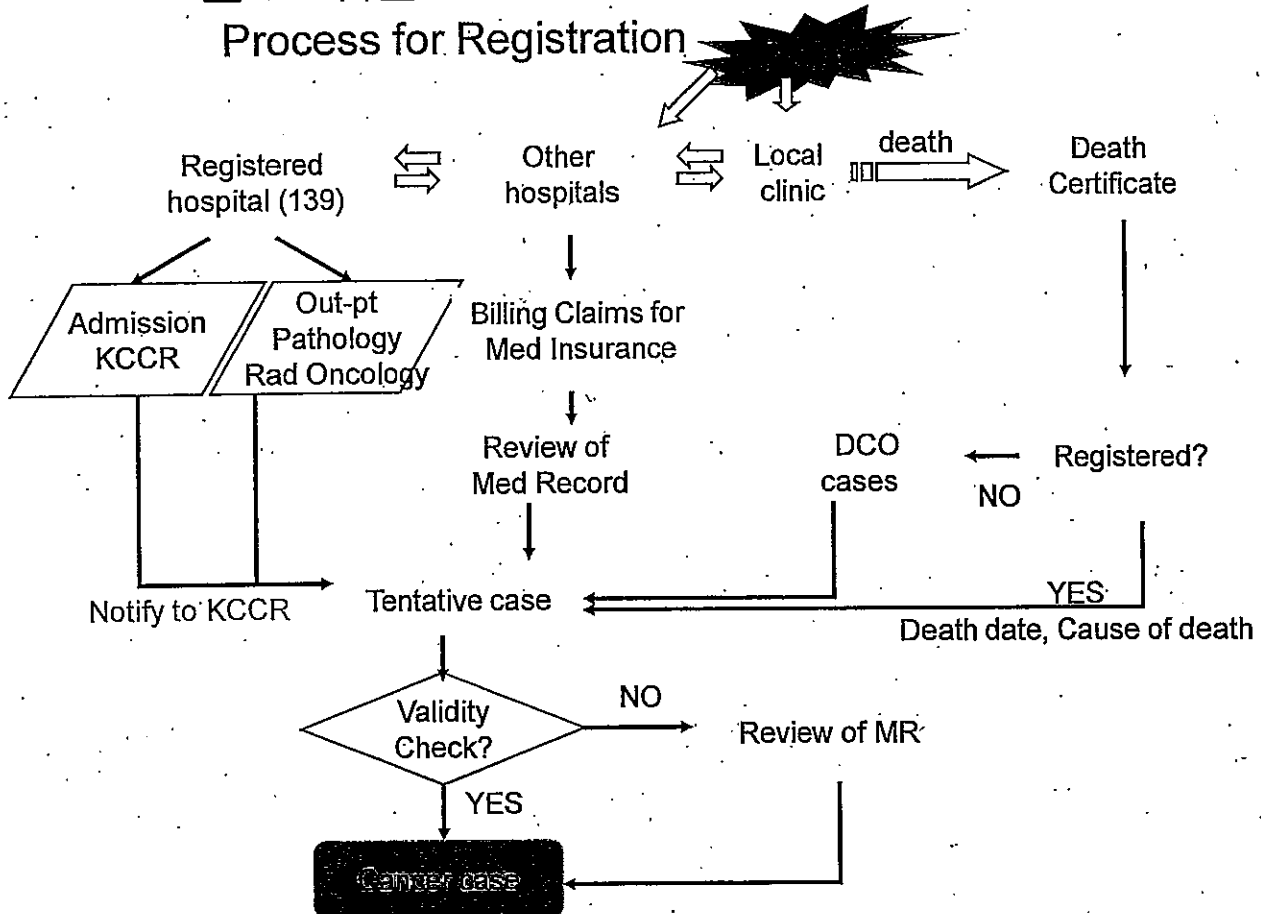 Process for Registration
Registered
hospital (139)
Other
hospitals
Local
clinic
death
Death
Certificate
Admission
KCCR
Out-pt
Pathology
Rad Oncology
Billing Claims for
Med Insurance
Review of
Med Record
DCO
cases
Registered?
NO
Notify to KCCR
Tentative case
YES
Death date, Cause of death
Validity
Check?
NO
Review of MR
YES
Cancer case